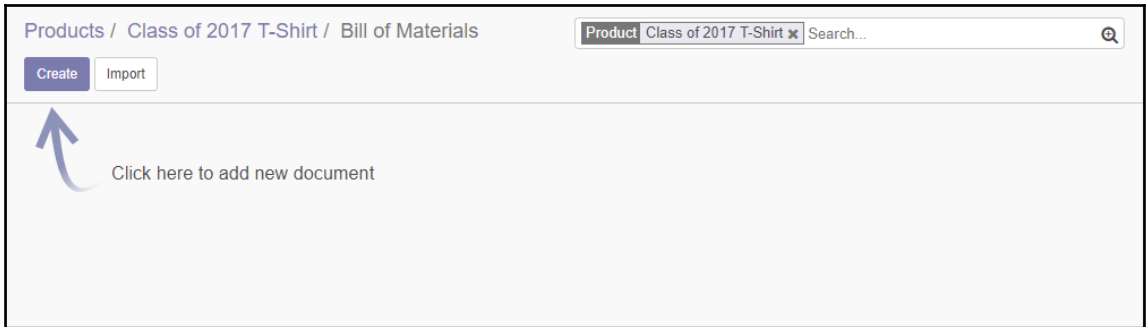 Products / Class of 2017 T-Shirt / Bill of Materials
Product Class of 2017 T-Shirt Search...
Create Import
Click here to add new document